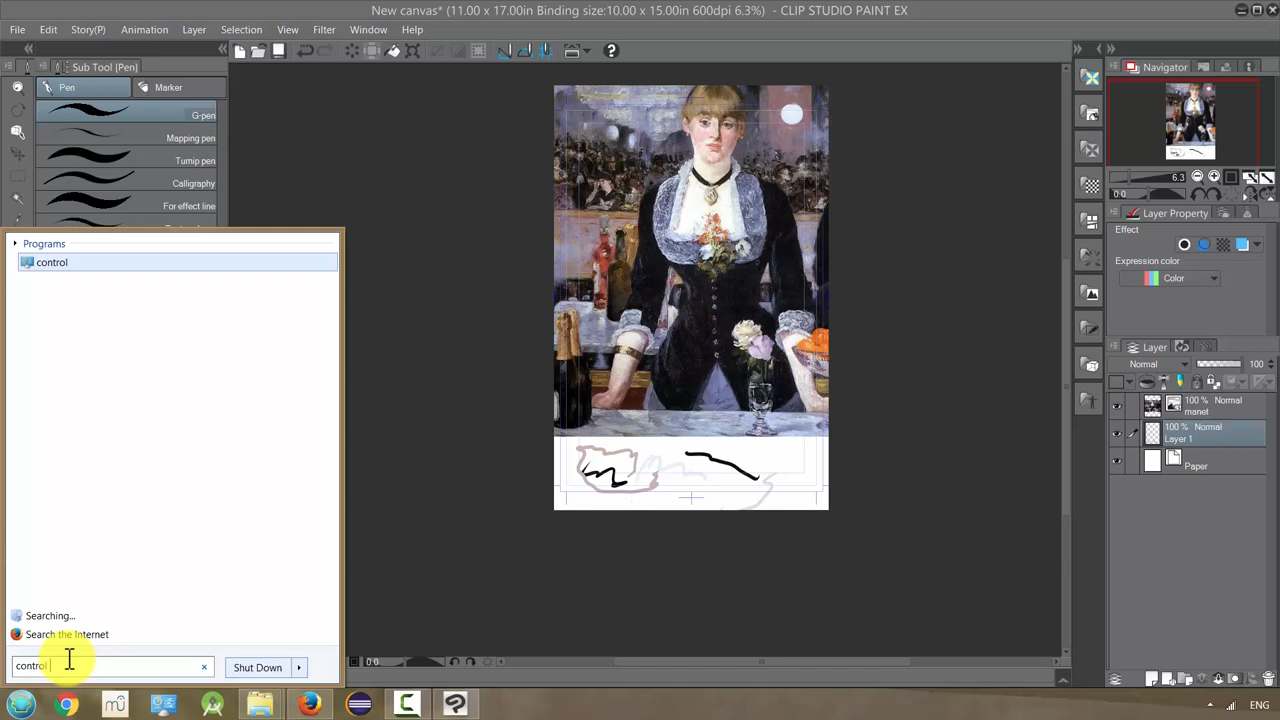 New canvas* (11.00 x 17.00in Binding size:10.00 x 15.00in 600dpi 6.3%) - CLIP STUDIO PAINT EX
File Edit Story(P) Animation Layer Selection View Filter Window Help
Sub Tool [Pen]
Pen Marker
G-pen
Mapping pen
Turnip pen
Calligraphy
For effect line
Programs
control
Searching...
Search the Internet
control
Shut Down
0.0
Navigator
6.3
0.0
Layer Property
Effect
Expression color
Color
Layer
Normal 100
100 % Normal
manet
100 % Normal
Layer 1
Paper
mü
ENG